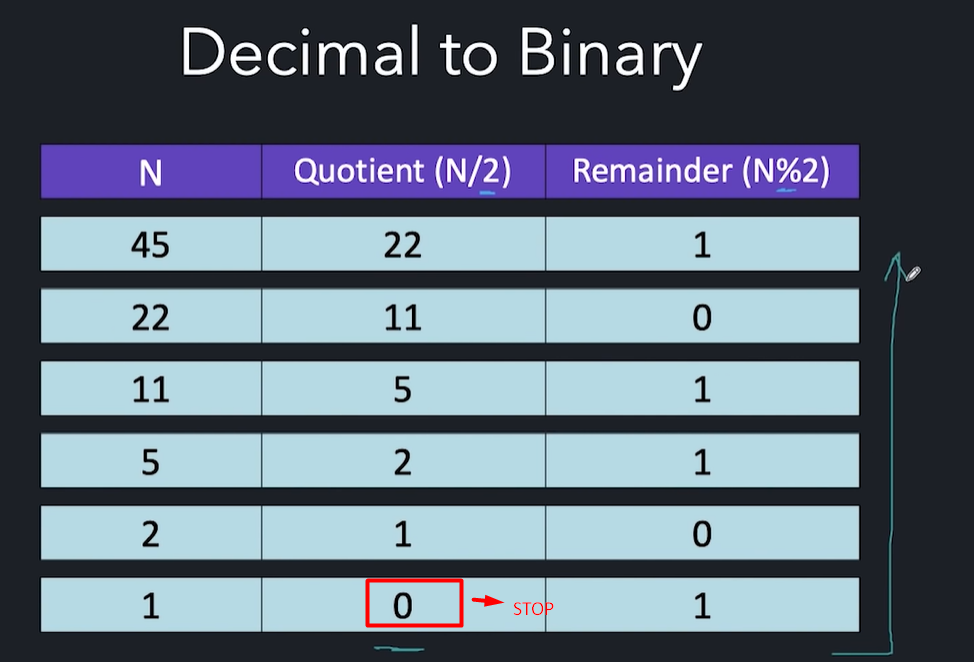 Decimal to Binary
N Quotient (N/2) Remainder (N%2)
45 22 1
22 11 0
11 5 1
5 2 1
2 1 0
1 0 STOP 1